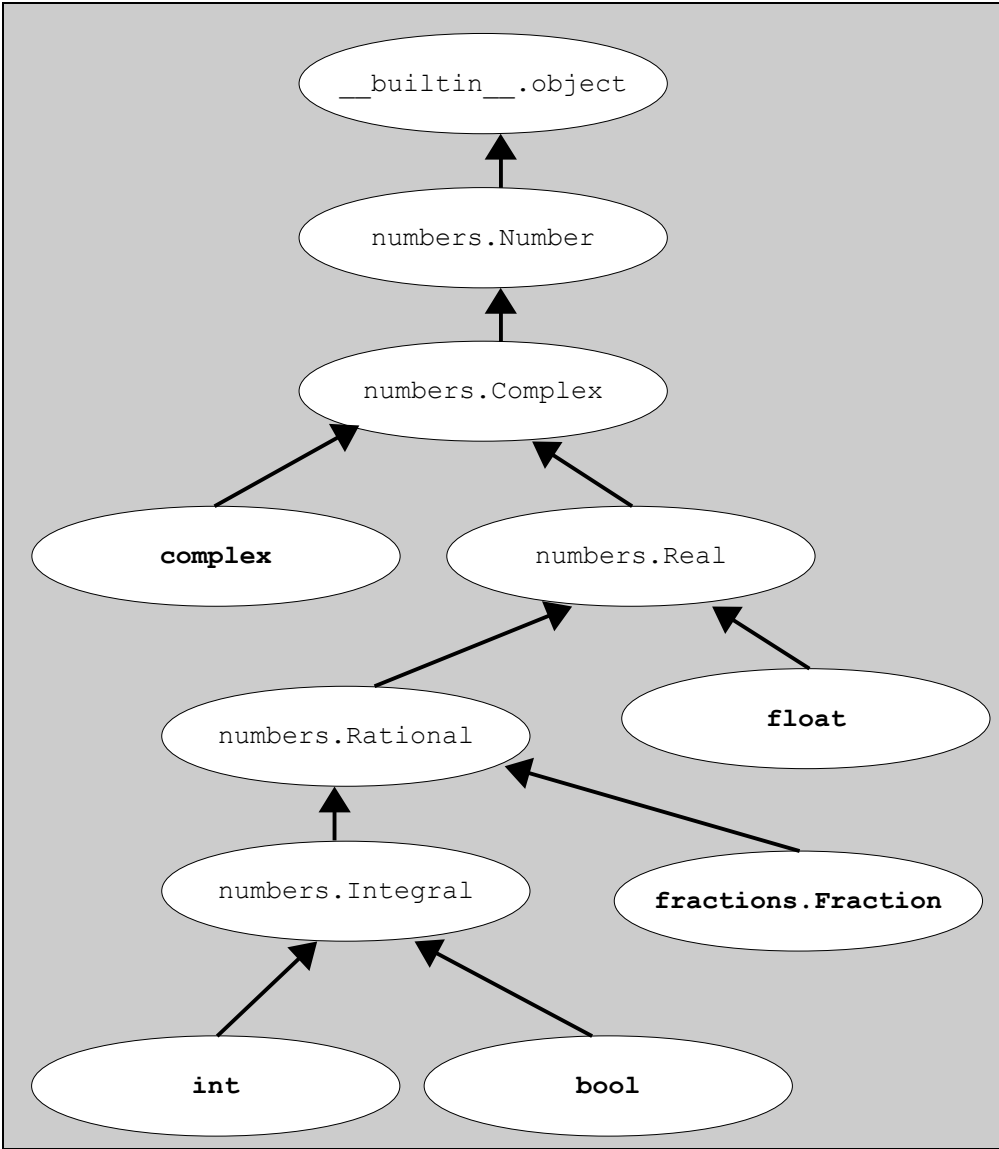 __builtin__.object
numbers.Number
numbers.Complex
complex
numbers.Real
numbers.Rational
float
numbers.Integral
fractions.Fraction
int
bool